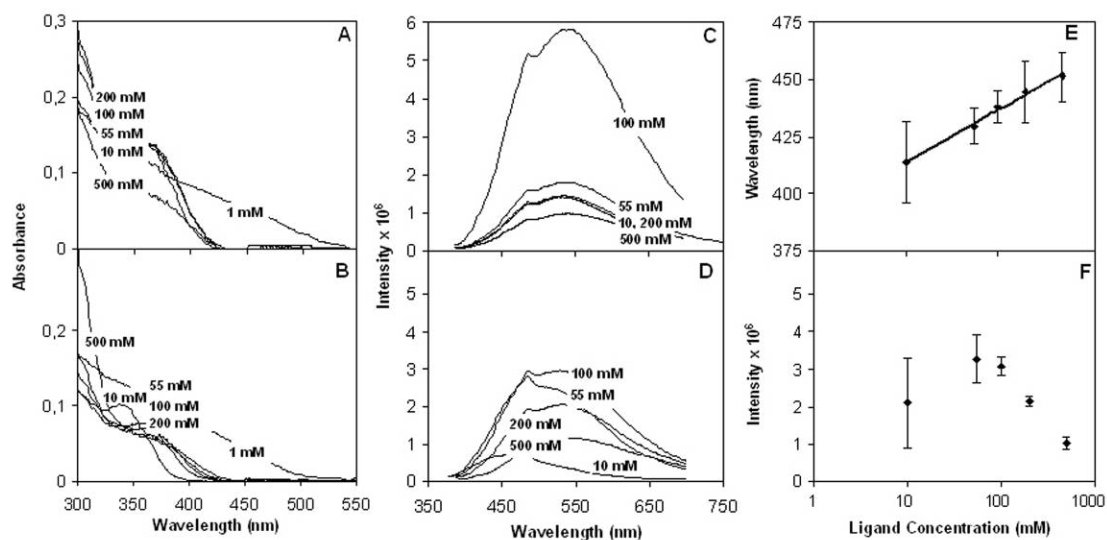 0,3
0,2
0,1
0
A
200 mM
100 mM
55 mM
10 mM
500 mM
1 mM
Absorbance
0,2
0,1
0
B
500 mM
10 mM
55 mM
100 mM
200 mM
1 mM
300
350
400
450
500
550
Wavelength (nm)
6
5
4
3
2
1
0
C
100 mM
55 mM
10, 200 mM
500 mM
Intensity x 10⁶
5
4
3
2
1
0
D
100 mM
55 mM
200 mM
500 mM
10 mM
350
450
550
650
750
Wavelength (nm)
475
450
425
400
375
E
Wavelength (nm)
5
4
3
2
1
0
F
Intensity x 10⁶
1
10
100
1000
Ligand Concentration (mM)